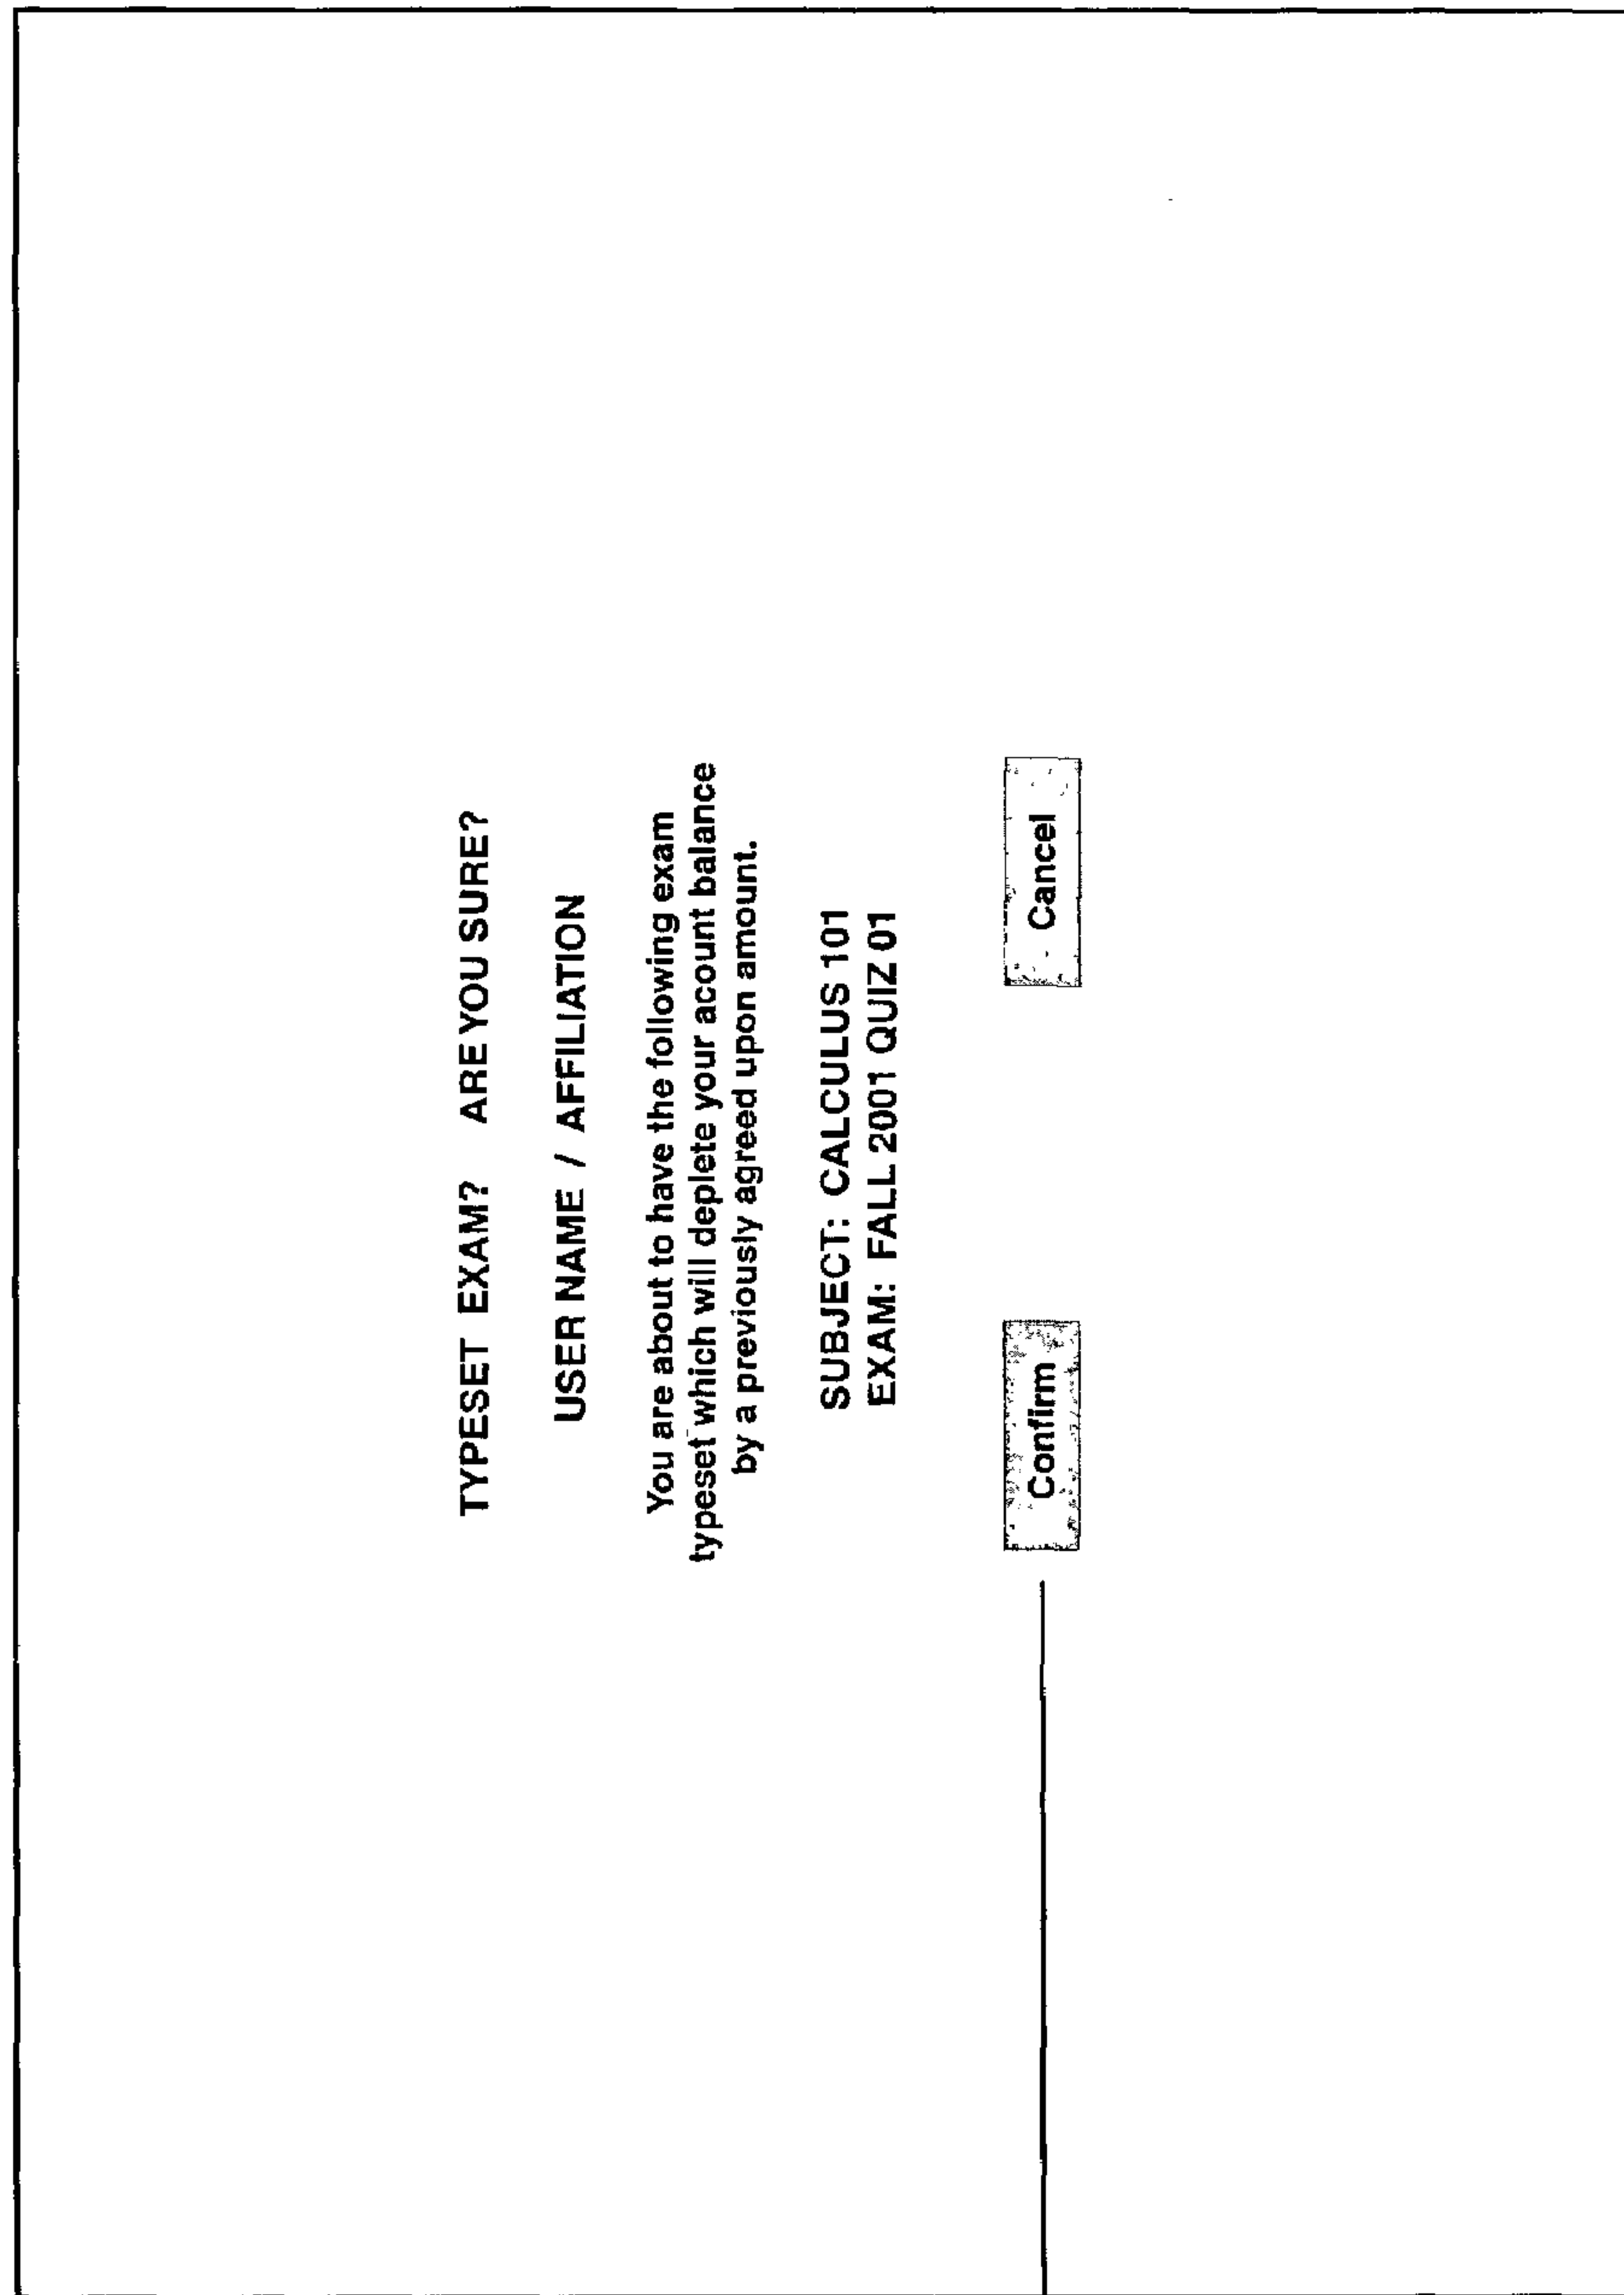 TYPESET EXAM? ARE YOU SURE?
USER NAME / AFFILIATION
You are about to have the following exam
typeset which will deplete your acount balance
by a previously agreed upon amount.
SUBJECT: CALCULUS 101
EXAM: FALL 2001 QUIZ 01
Confirm Cancel